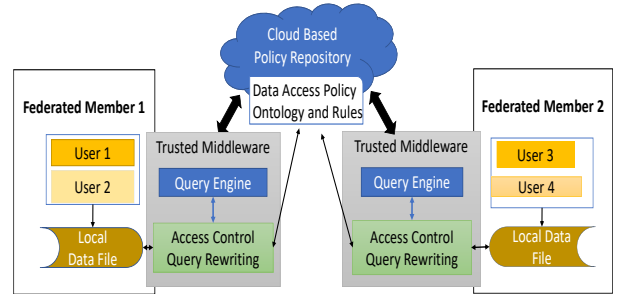 Cloud Based
Policy Repository
Data Access Policy
Ontology and Rules
Federated Member 1
User 1
User 2
Local
Data File
Trusted Middleware
Query Engine
Access Control
Query Rewriting
Trusted Middleware
Query Engine
Access Control
Query Rewriting
Federated Member 2
User 3
User 4
Local Data
File